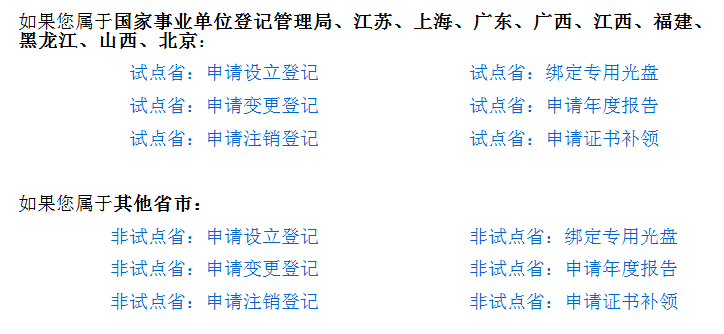 如果您属于国家事业单位登记管理局、江苏、上海、广东、广西、江西、福建、
黑龙江、山西、北京：
试点省：申请设立登记 试点省：绑定专用光盘
试点省：申请变更登记 试点省：申请年度报告
试点省：申请注销登记 试点省：申请证书补领
如果您属于其他省市：
非试点省：申请设立登记 非试点省：绑定专用光盘
非试点省：申请变更登记 非试点省：申请年度报告
非试点省：申请注销登记 非试点省：申请证书补领